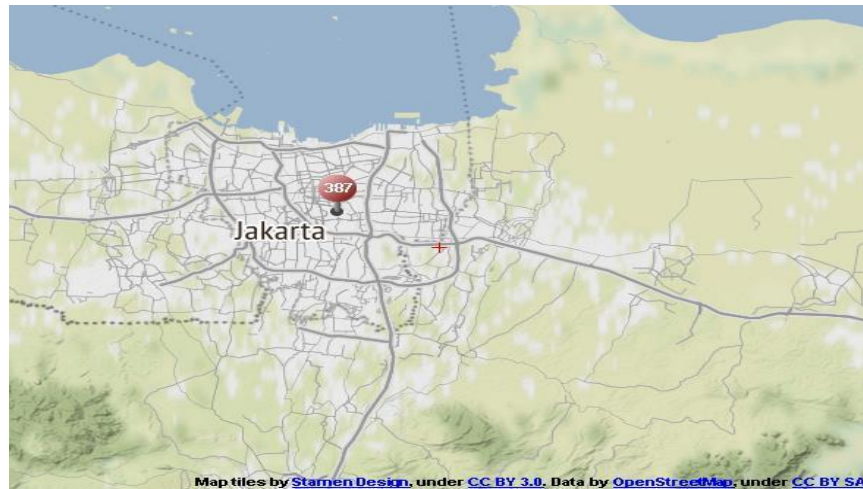 387
Jakarta
Map tiles by Stamen Design, under CC BY 3.0. Data by OpenStreetMap, under CC BY SA